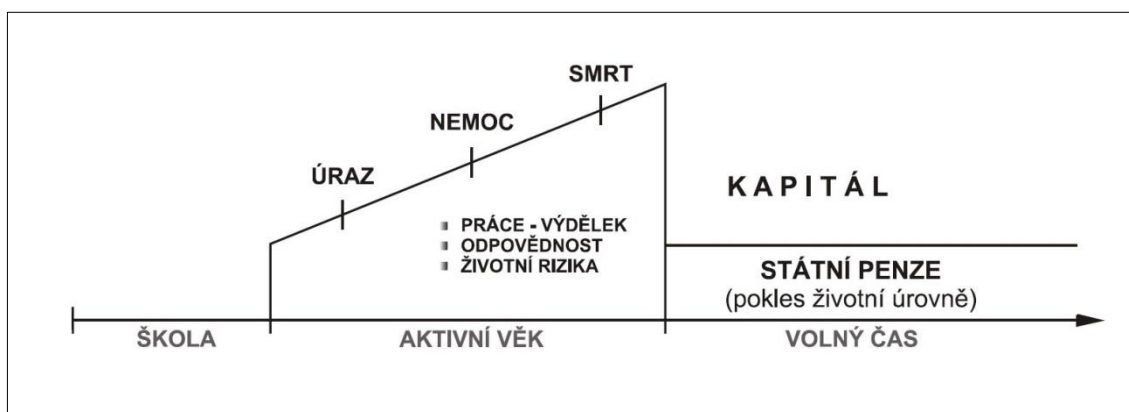 SMRT
NEMOC
ÚRAZ
KAPITÁL
PRÁCE - VÝDĚLEK
ODPOVĚDNOST
ŽIVOTNÍ RIZIKA
STÁTNÍ PENZE
(pokles životní úrovně)
ŠKOLA
AKTIVNÍ VĚK
VOLNÝ ČAS